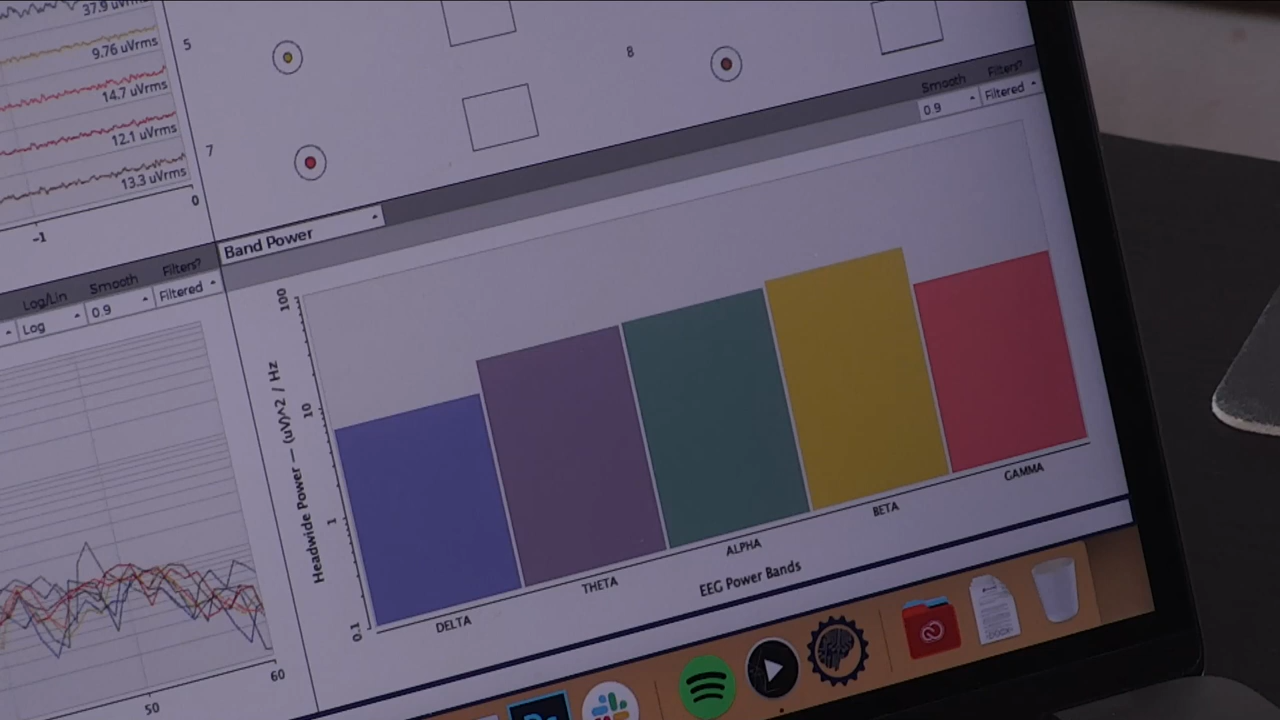 37.9 uVrms
9.76 uVrms
14.7 uVrms
12.1 uVrms
13.3 uVrms
-1
0
5
7
8
Smooth
Filters?
0.9
Filtered
Band Power
Log/Lin
Smooth
Filters?
Log
0.9
Filtered
50
60
100
10
1
0.1
Headwide Power — (uV)^2 / Hz
DELTA
THETA
ALPHA
BETA
GAMMA
EEG Power Bands